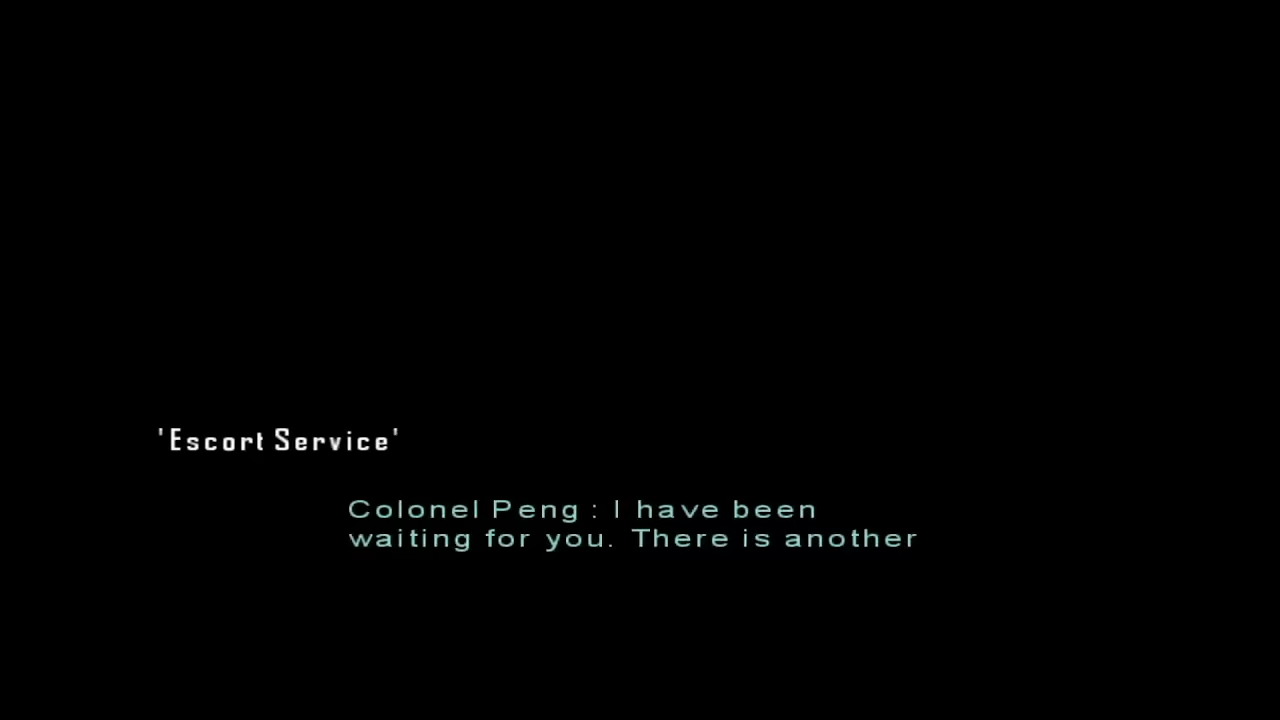 'Escort Service'
Colonel Peng : I have been
waiting for you. There is another